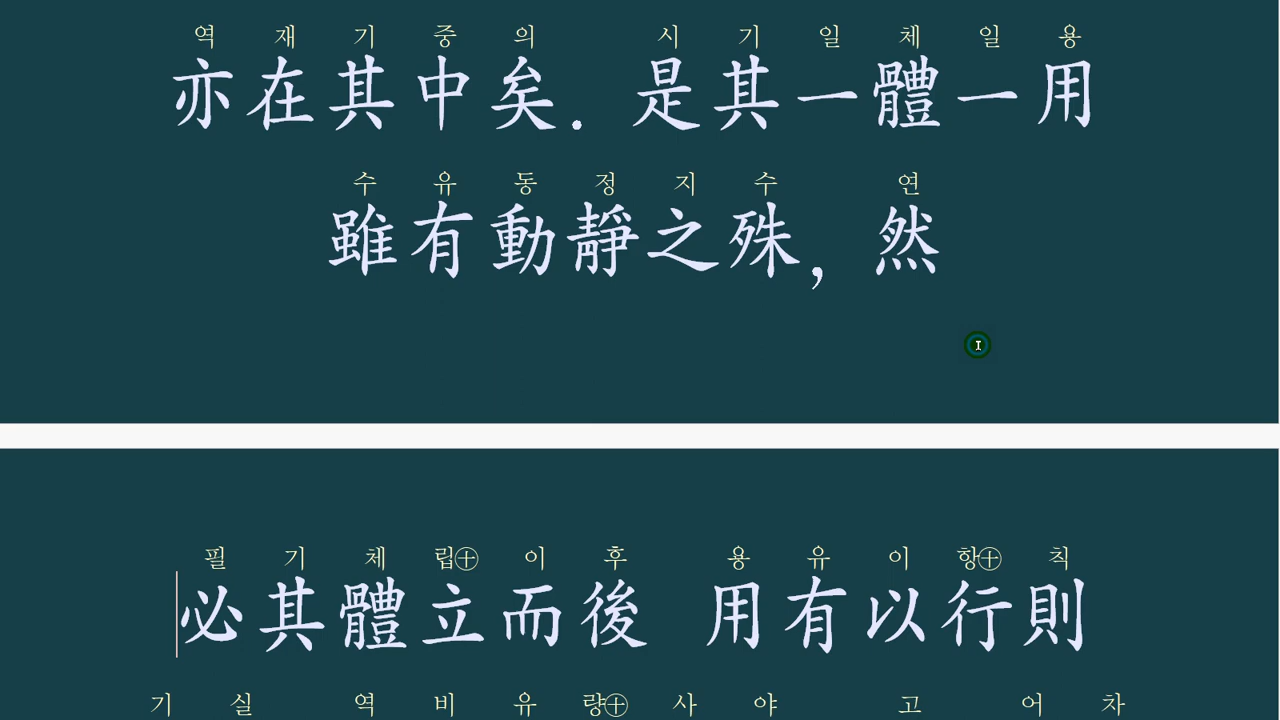 역 재 기 중 의 시 기 일 체 일 용
亦在其中矣. 是其一體一用
수 유 동 정 지 수 연
雖有動靜之殊, 然
필 기 체 립㊉ 이 후 용 유 이 항㊉ 칙
必其體立而後 用有以行則
기 실 역 비 유 량㊉ 사 야 고 어 차